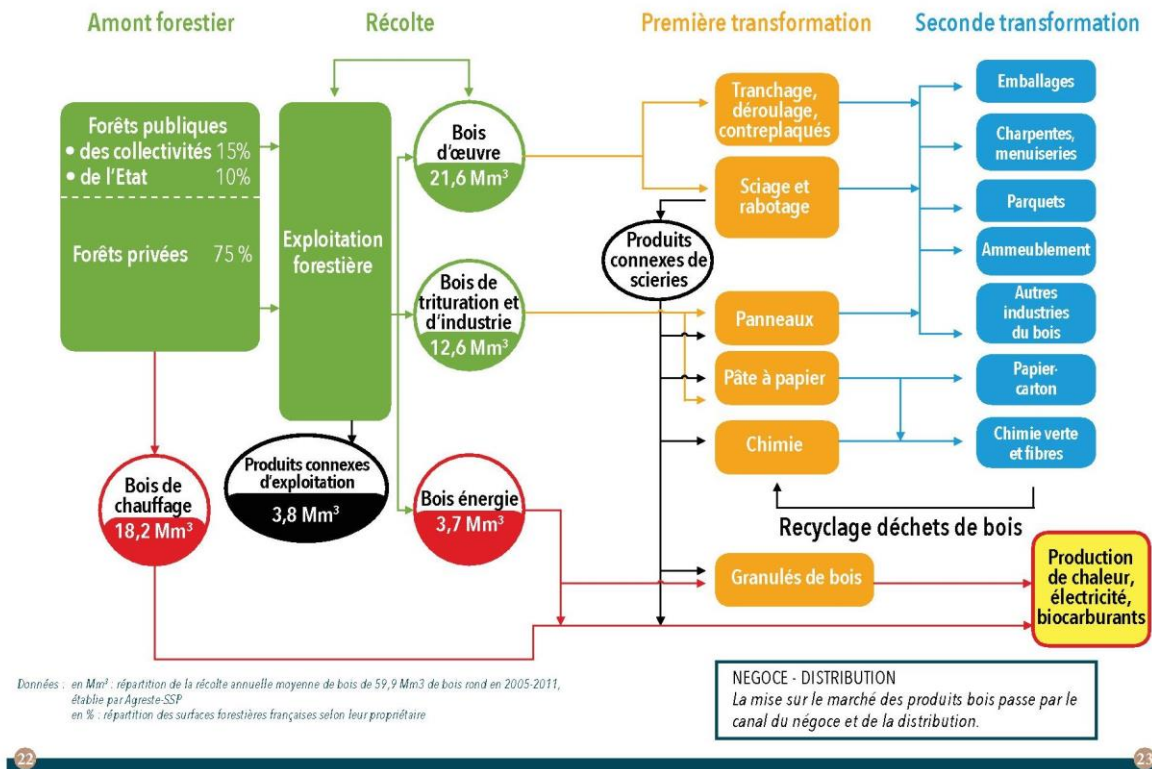 Amont forestier
Récolte
Première transformation
Seconde transformation
Forêts publiques
• des collectivités 15%
• de l'Etat 10%
Forêts privées 75 %
Exploitation
forestière
Bois
d'œuvre
21,6 Mm³
Bois de
trituration et
d'industrie
12,6 Mm³
Bois de
chauffage
18,2 Mm³
Produits connexes
d'exploitation
3,8 Mm³
Bois énergie
3,7 Mm³
Tranchage,
déroulage,
contreplaqués
Sciage et
rabotage
Produits
connexes de
scieries
Panneaux
Pâte à papier
Chimie
Granulés de bois
Emballages
Charpentes,
menuiseries
Parquets
Ammeublement
Autres
industries
du bois
Papier-
carton
Chimie verte
et fibres
Recyclage déchets de bois
Production
de chaleur,
électricité,
biocarburants
Données : en Mm³ : répartition de la récolte annuelle moyenne de bois de 59,9 Mm3 de bois rond en 2005-2011,
établie par Agreste-SSP
en % : répartition des surfaces forestières françaises selon leur propriétaire
NEGOCE - DISTRIBUTION
La mise sur le marché des produits bois passe par le
canal du négoce et de la distribution.
22
23